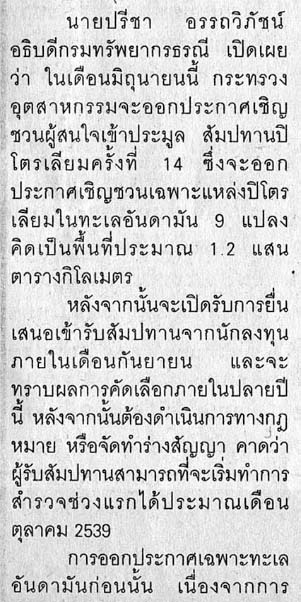 นายปรีชา อรรถวิภัชน์
อธิบดีกรมทรัพยากรธรณี เปิดเผย
ว่า ในเดือนมิถุนายนนี้ กระทรวง
อุตสาหกรรมจะออกประกาศเชิญ
ชวนผู้สนใจเข้าประมูล สัมปทานปิ
โตรเลียมครั้งที่ 14 ซึ่งจะออก
ประกาศเชิญชวนเฉพาะแหล่งปิโตร
เลียมในทะเลอันดามัน 9 แปลง
คิดเป็นพื้นที่ประมาณ 1.2 แสน
ตารางกิโลเมตร
หลังจากนั้นจะเปิดรับการยื่น
เสนอเข้ารับสัมปทานจากนักลงทุน
ภายในเดือนกันยายน และจะ
ทราบผลการคัดเลือกภายในปลายปี
นี้ หลังจากนั้นต้องดำเนินการทางกฎ
หมาย หรือจัดทำร่างสัญญา คาดว่า
ผู้รับสัมปทานสามารถที่จะเริ่มทำการ
สำรวจช่วงแรกได้ประมาณเดือน
ตุลาคม 2539
การออกประกาศเฉพาะทะเล
อันดามันก่อนนั้น เนื่องจากการ